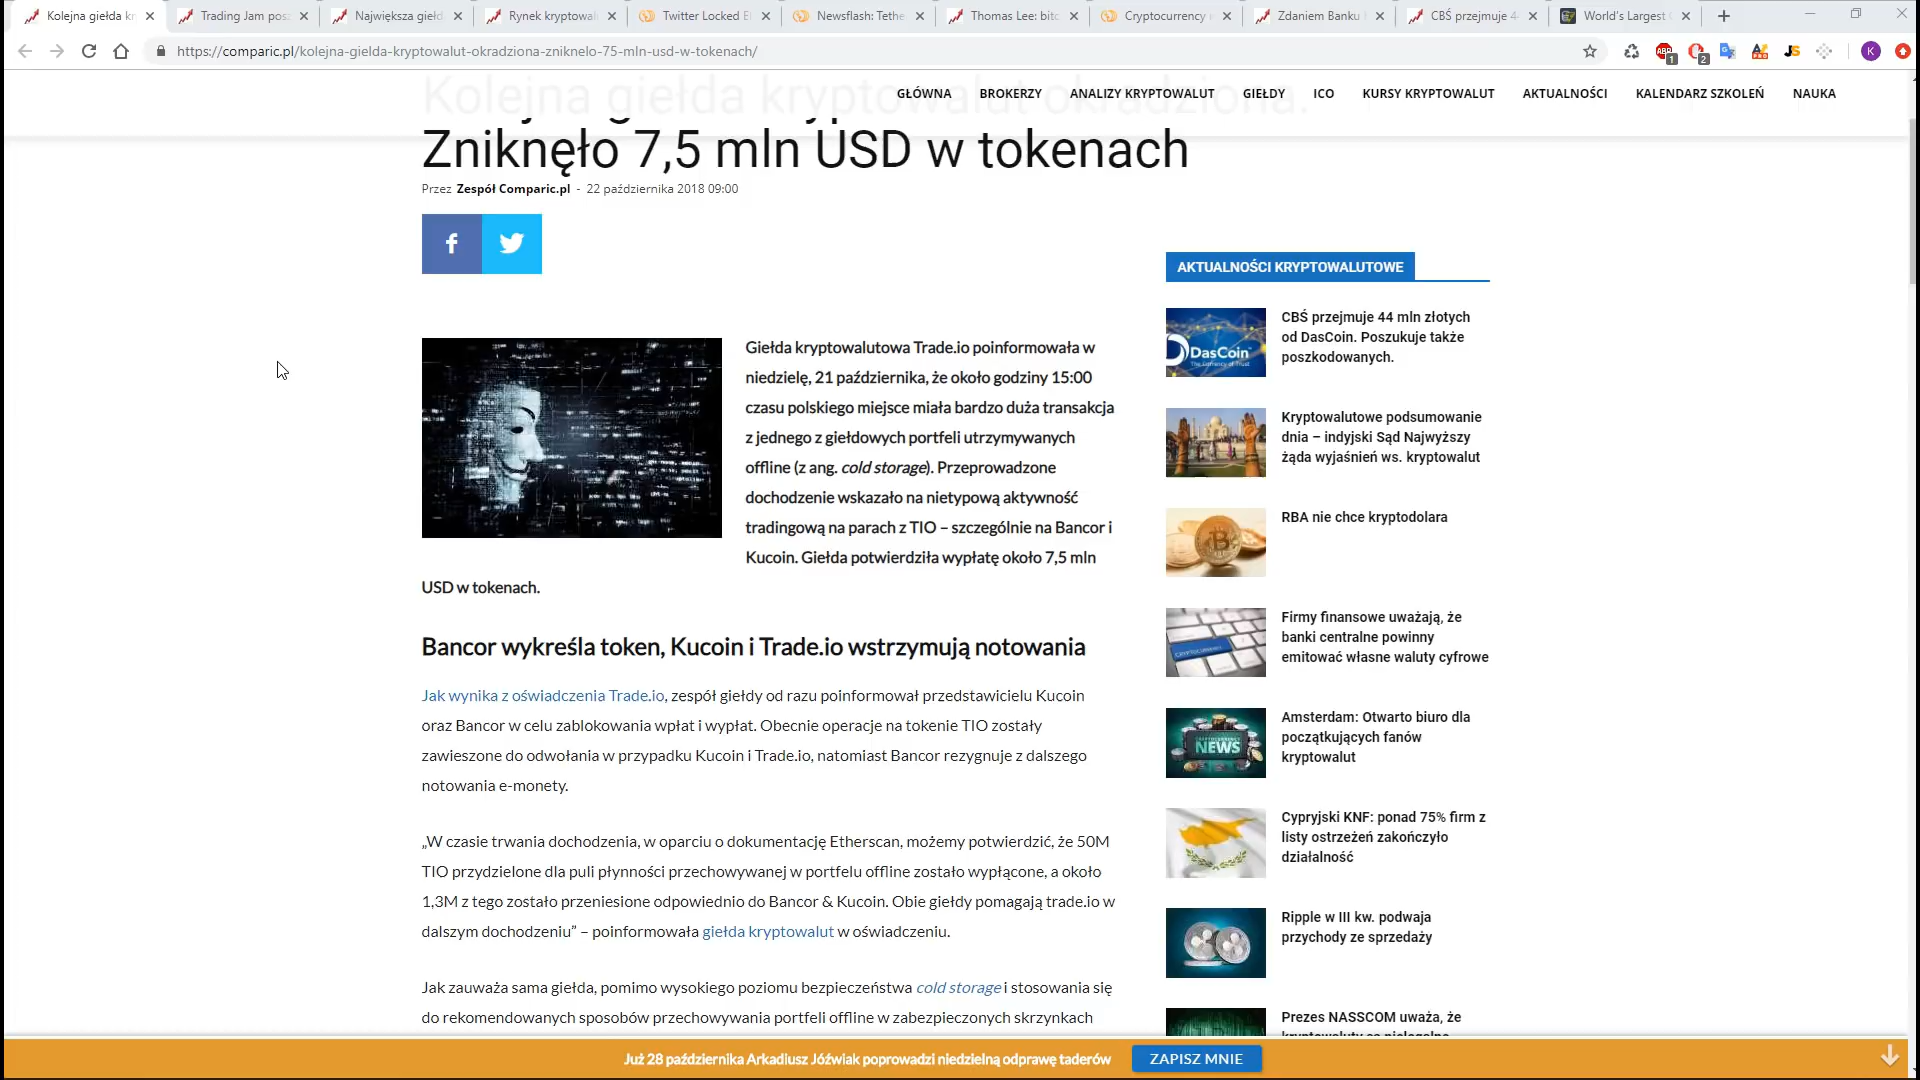 Kolejna giełda kr
Trading Jam pos
Największa giełd
Rynek kryptowal
Twitter Locked E
Newsflash: Tethe
Thomas Lee: bitc
Cryptocurrency
Zdaniem Banku
CBŚ przejmuje 4
World's Largest
https://comparic.pl/kolejna-gielda-kryptowalut-okradziona-zniknelo-75-mln-usd-w-tokenach/
ABP
1
2
JS
K
GŁÓWNA
BROKERZY
ANALIZY KRYPTOWALUT
GIEŁDY
ICO
KURSY KRYPTOWALUT
AKTUALNOŚCI
KALENDARZ SZKOLEŃ
NAUKA
Kolejna giełda kryptowalut okradziona.
Zniknęło 7,5 mln USD w tokenach
Przez Zespół Comparic.pl - 22 października 2018 09:00
Giełda kryptowalutowa Trade.io poinformowała w
niedzielę, 21 października, że około godziny 15:00
czasu polskiego miejsce miała bardzo duża transakcja
z jednego z giełdowych portfeli utrzymywanych
offline (z ang. cold storage). Przeprowadzone
dochodzenie wskazało na nietypową aktywność
tradingową na parach z TIO – szczególnie na Bancor i
Kucoin. Giełda potwierdziła wypłatę około 7,5 mln
USD w tokenach.
Bancor wykreśla token, Kucoin i Trade.io wstrzymują notowania
Jak wynika z oświadczenia Trade.io, zespół giełdy od razu poinformował przedstawicielu Kucoin
oraz Bancor w celu zablokowania wpłat i wypłat. Obecnie operacje na tokenie TIO zostały
zawieszone do odwołania w przypadku Kucoin i Trade.io, natomiast Bancor rezygnuje z dalszego
notowania e-monety.
„W czasie trwania dochodzenia, w oparciu o dokumentację Etherscan, możemy potwierdzić, że 50M
TIO przydzielone dla puli płynności przechowywanej w portfelu offline zostało wypłącone, a około
1,3M z tego zostało przeniesione odpowiednio do Bancor & Kucoin. Obie giełdy pomagają trade.io w
dalszym dochodzeniu” – poinformowała giełda kryptowalut w oświadczeniu.
Jak zauważa sama giełda, pomimo wysokiego poziomu bezpieczeństwa cold storage i stosowania się
do rekomendowanych sposobów przechowywania portfeli offline w zabezpieczonych skrzynkach
AKTUALNOŚCI KRYPTOWALUTOWE
DasCoin
The Currency of Trust
CBŚ przejmuje 44 mln złotych
od DasCoin. Poszukuje także
poszkodowanych.
Kryptowalutowe podsumowanie
dnia – indyjski Sąd Najwyższy
żąda wyjaśnień ws. kryptowalut
RBA nie chce kryptodolara
Firmy finansowe uważają, że
banki centralne powinny
emitować własne waluty cyfrowe
CRYPTOCURRENCY
NEWS
Amsterdam: Otwarto biuro dla
początkujących fanów
kryptowalut
Cypryjski KNF: ponad 75% firm z
listy ostrzeżeń zakończyło
działalność
Ripple w III kw. podwaja
przychody ze sprzedaży
Prezes NASSCOM uważa, że
kryptowaluty są nielegalne
Już 28 października Arkadiusz Jóźwiak poprowadzi niedzielną odprawę taderów
ZAPISZ MNIE